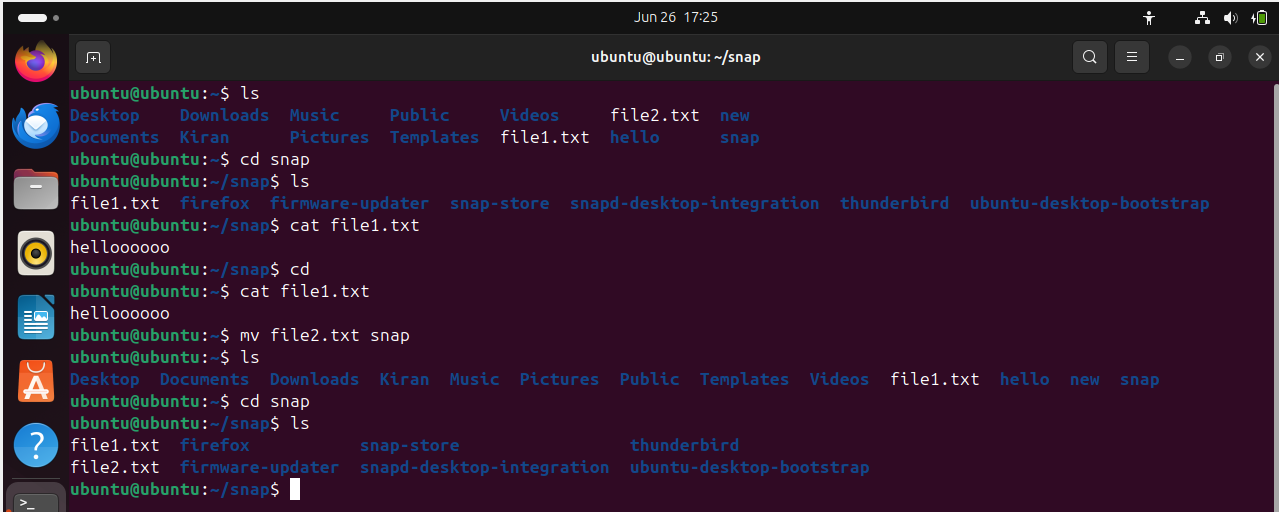 Jun 26 17:25
ubuntu@ubuntu: ~/snap
ubuntu@ubuntu:~$ ls
Desktop Downloads Music Public Videos file2.txt new
Documents Kiran Pictures Templates file1.txt hello snap
ubuntu@ubuntu:~$ cd snap
ubuntu@ubuntu:~/snap$ ls
file1.txt firefox firmware-updater snap-store snapd-desktop-integration thunderbird ubuntu-desktop-bootstrap
ubuntu@ubuntu:~/snap$ cat file1.txt
helloooooo
ubuntu@ubuntu:~/snap$ cd
ubuntu@ubuntu:~$ cat file1.txt
helloooooo
ubuntu@ubuntu:~$ mv file2.txt snap
ubuntu@ubuntu:~$ ls
Desktop Documents Downloads Kiran Music Pictures Public Templates Videos file1.txt hello new snap
ubuntu@ubuntu:~$ cd snap
ubuntu@ubuntu:~/snap$ ls
file1.txt firefox snap-store thunderbird
file2.txt firmware-updater snapd-desktop-integration ubuntu-desktop-bootstrap
ubuntu@ubuntu:~/snap$